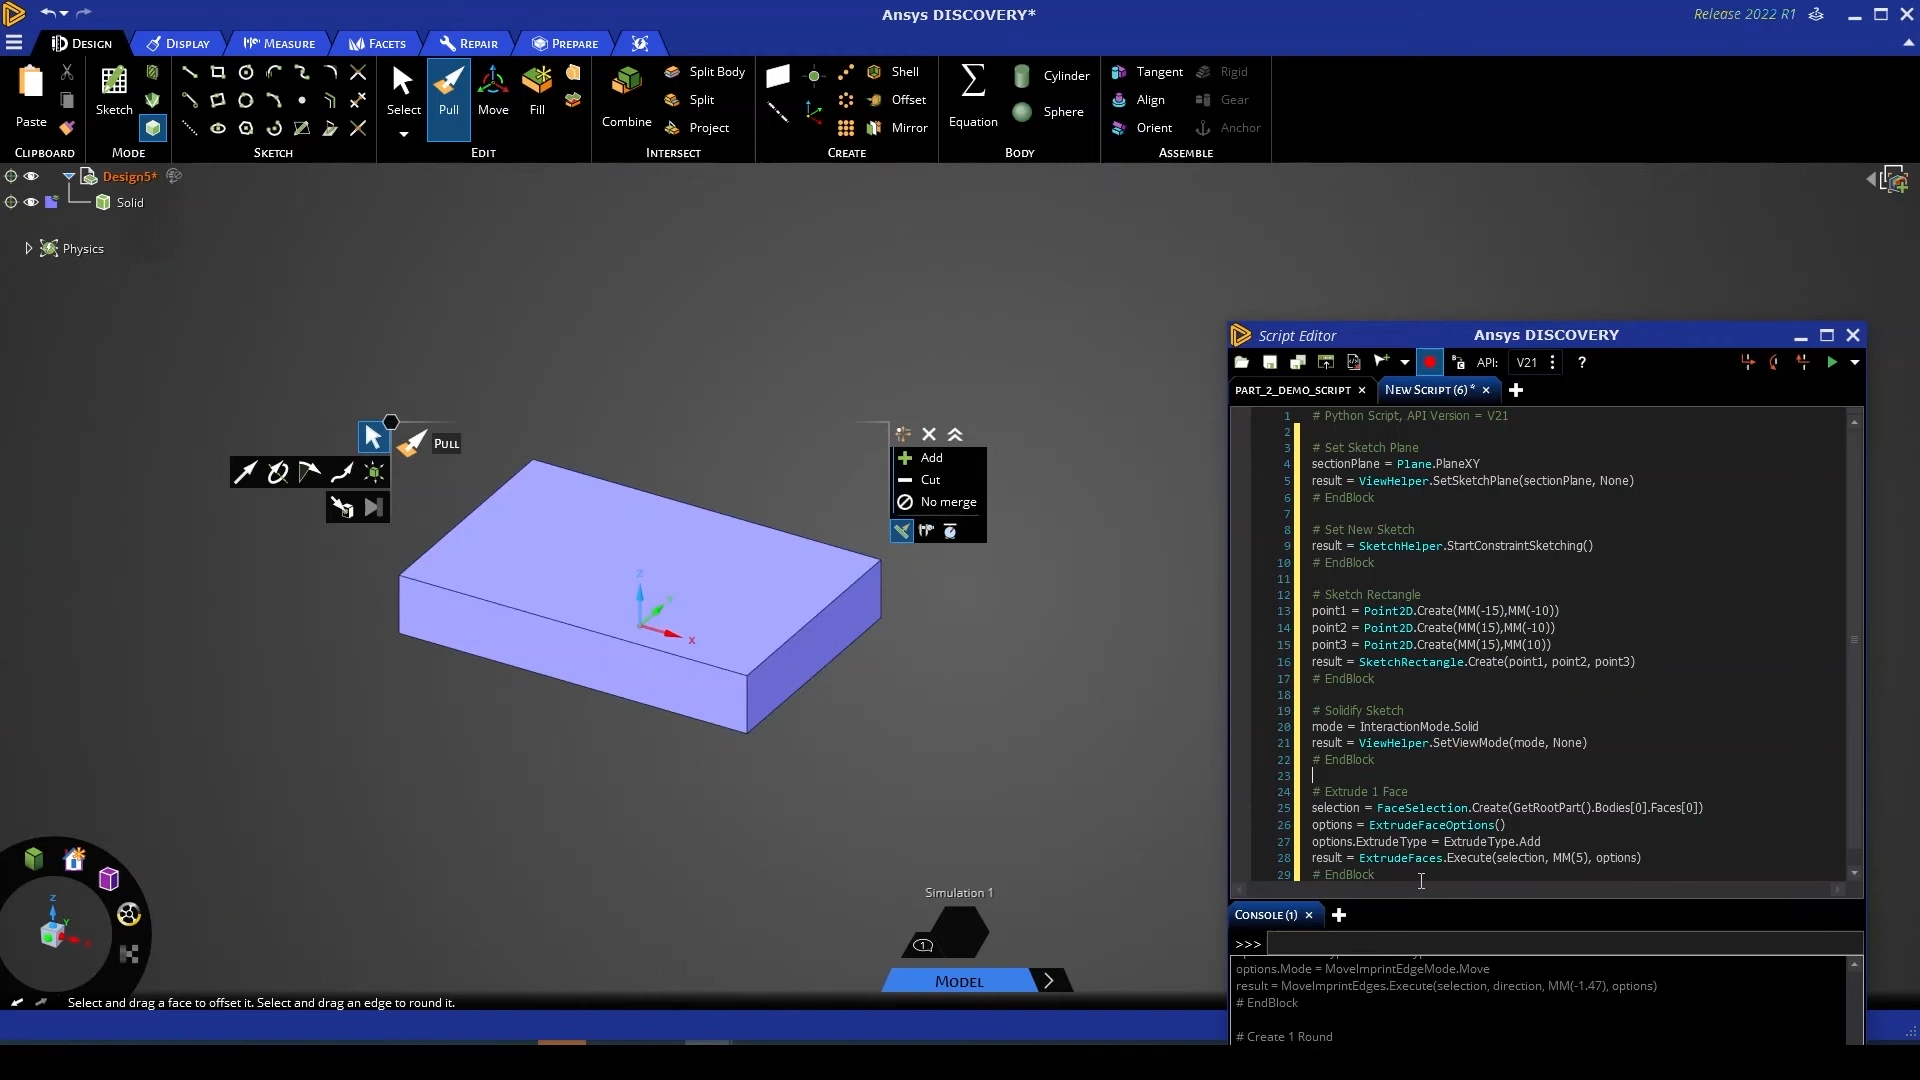 Ansys DISCOVERY*
Release 2022 R1
DESIGN
DISPLAY
MEASURE
FACETS
REPAIR
PREPARE
Paste
Sketch
Select
Pull
Move
Fill
Combine
Split Body
Split
Project
Shell
Offset
Mirror
Equation
Cylinder
Sphere
Tangent
Align
Orient
Rigid
Gear
Anchor
CLIPBOARD
MODE
SKETCH
EDIT
INTERSECT
CREATE
BODY
ASSEMBLE
Design5*
Solid
Physics
PULL
Add
Cut
No merge
Z
Y
X
Script Editor
Ansys DISCOVERY
API:
V21
?
PART_2_DEMO_SCRIPT
NEW SCRIPT (6) *
1 # Python Script, API Version = V21
2
3 # Set Sketch Plane
4 sectionPlane = Plane.PlaneXY
5 result = ViewHelper.SetSketchPlane(sectionPlane, None)
6 # EndBlock
7
8 # Set New Sketch
9 result = SketchHelper.StartConstraintSketching()
10 # EndBlock
11
12 # Sketch Rectangle
13 point1 = Point2D.Create(MM(-15),MM(-10))
14 point2 = Point2D.Create(MM(15),MM(-10))
15 point3 = Point2D.Create(MM(15),MM(10))
16 result = SketchRectangle.Create(point1, point2, point3)
17 # EndBlock
18
19 # Solidify Sketch
20 mode = InteractionMode.Solid
21 result = ViewHelper.SetViewMode(mode, None)
22 # EndBlock
23
24 # Extrude 1 Face
25 selection = FaceSelection.Create(GetRootPart().Bodies[0].Faces[0])
26 options = ExtrudeFaceOptions()
27 options.ExtrudeType = ExtrudeType.Add
28 result = ExtrudeFaces.Execute(selection, MM(5), options)
29 # EndBlock
CONSOLE (1)
>>>
options.Mode = MoveImprintEdgeMode.Move
result = MoveImprintEdges.Execute(selection, direction, MM(-1.47), options)
# EndBlock
# Create 1 Round
Simulation 1
1
MODEL
Z
Y
Select and drag a face to offset it. Select and drag an edge to round it.